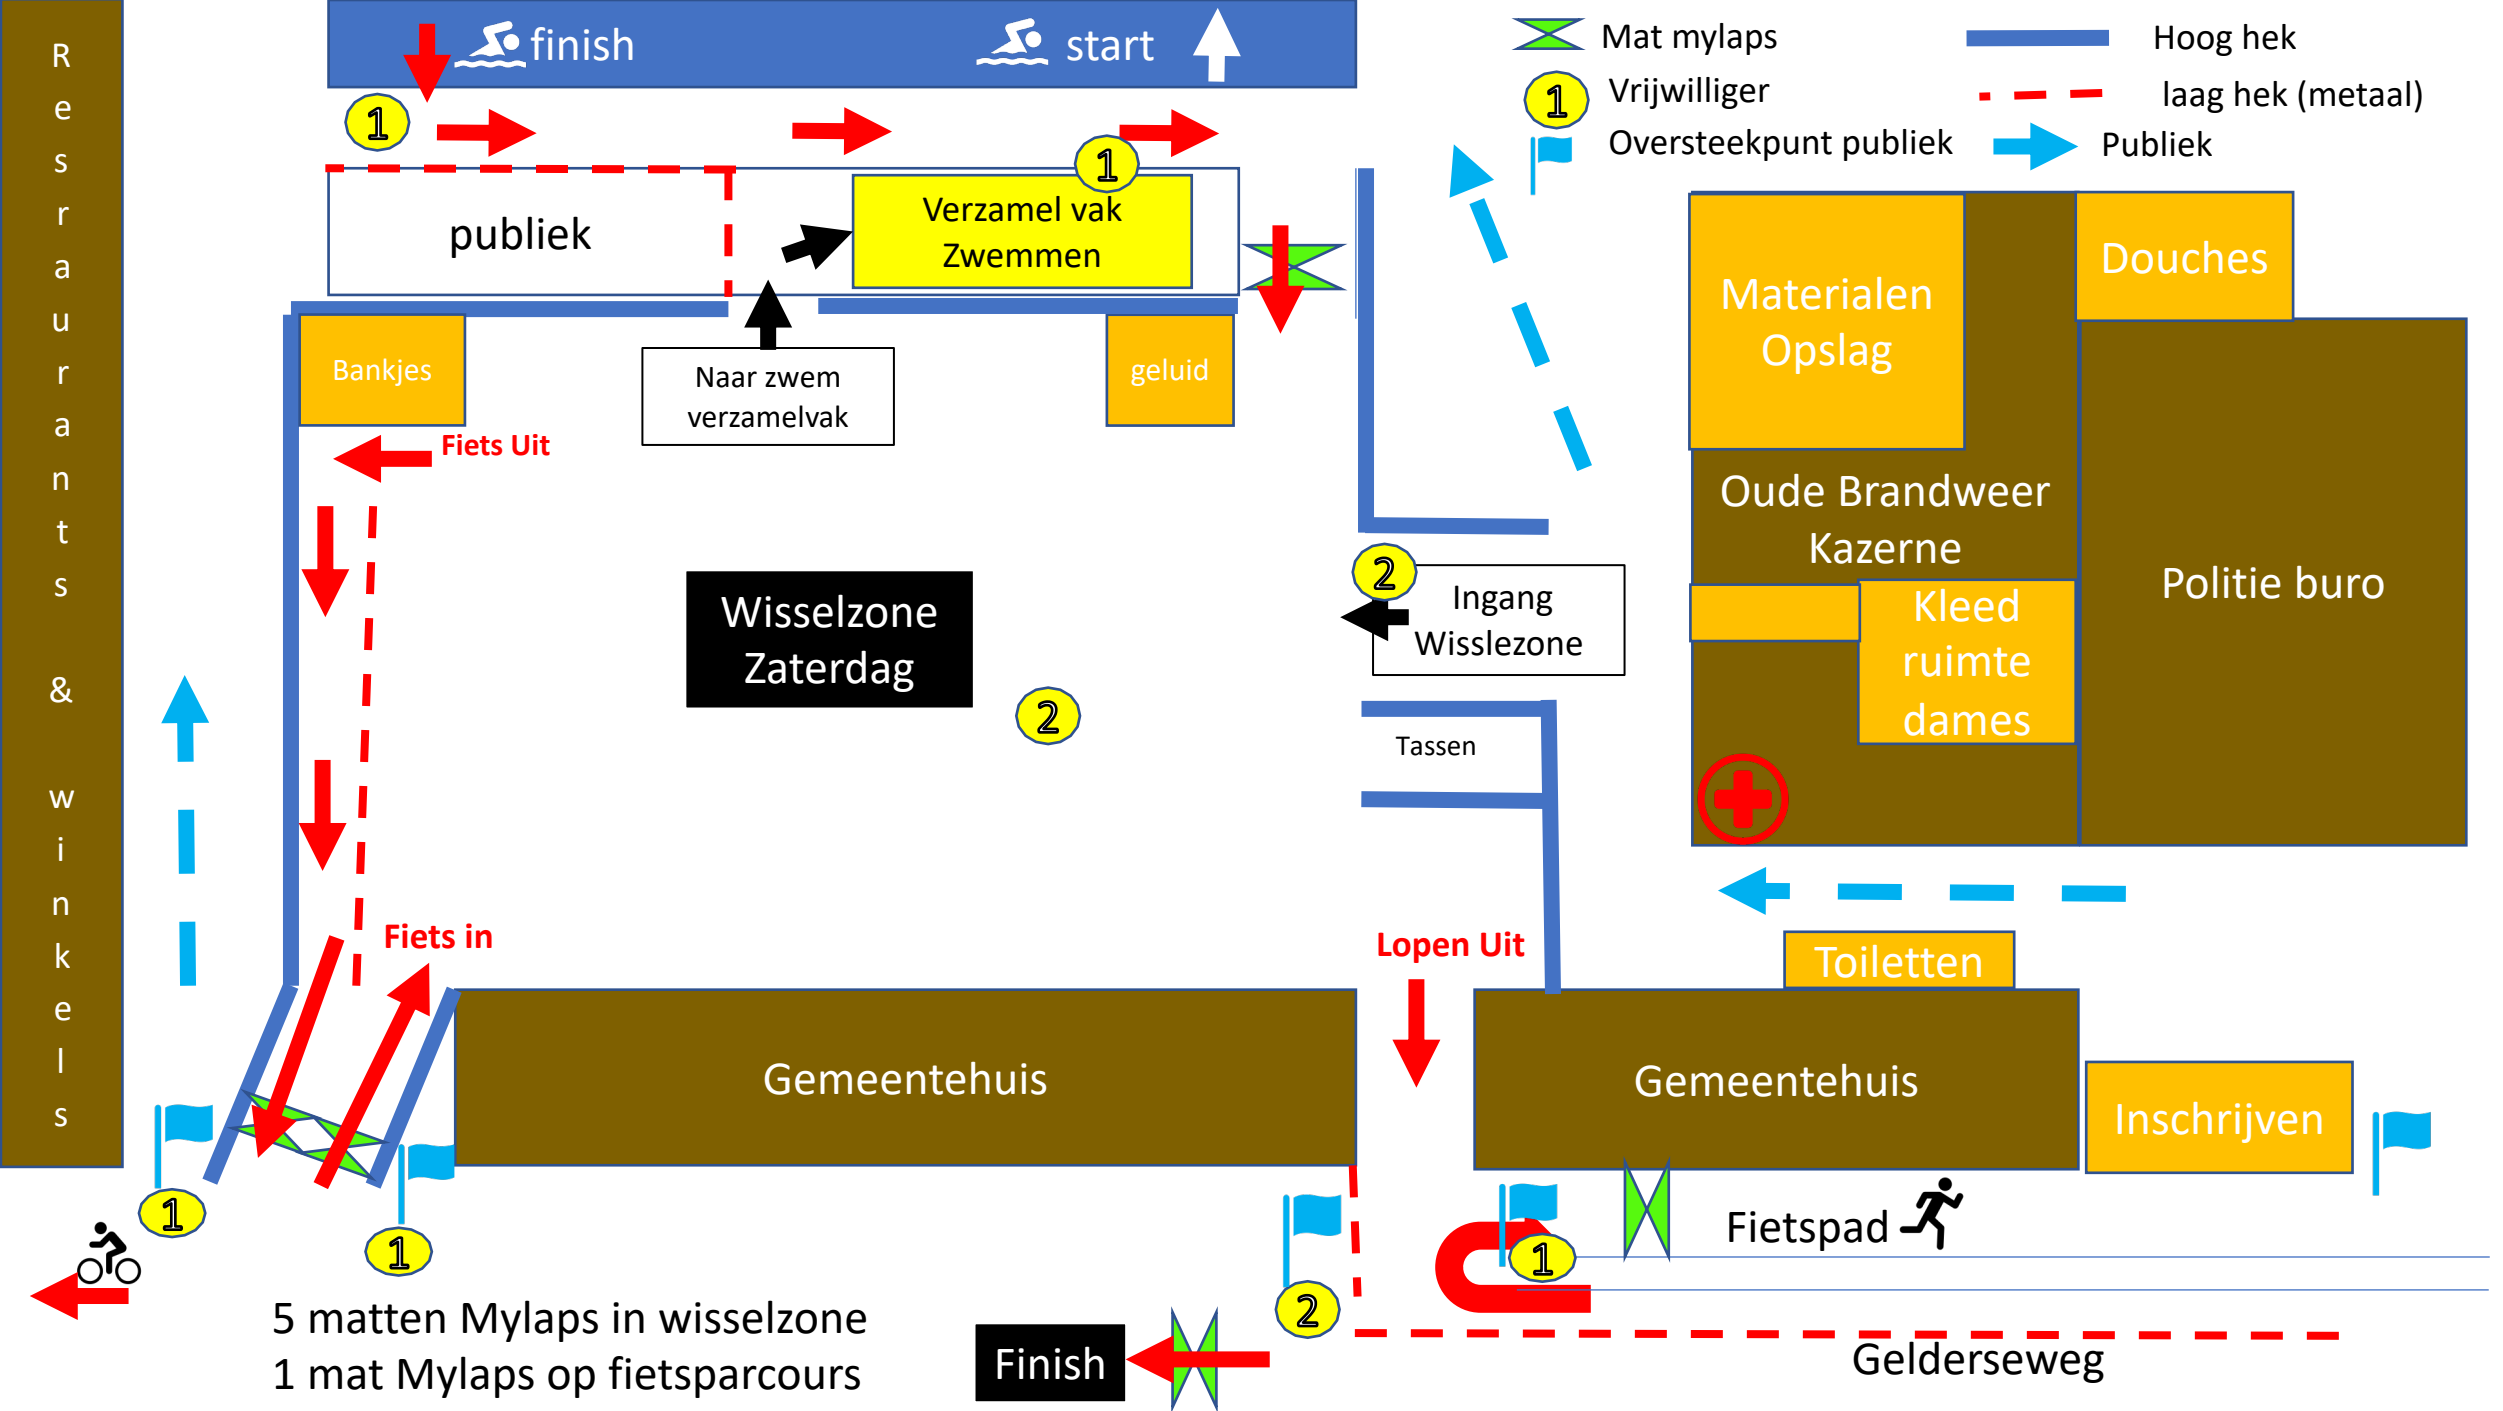 finish
start
Mat mylaps
Hoog hek
1
Vrijwilliger
laag hek (metaal)
Oversteekpunt publiek
Publiek
Ressraurants & winkels
1
1
publiek
Verzamel vak
Zwemmen
Materialen
Opslag
Douches
Bankjes
Naar zwem
verzamelvak
geluid
Fiets Uit
Oude Brandweer
Kazerne
Politie buro
Wisselzone
Zaterdag
2
Ingang
Wisslezone
Kleed
ruimte
dames
2
Tassen
Fiets in
Lopen Uit
Toiletten
Gemeentehuis
Gemeentehuis
Inschrijven
1
1
2
1
Fietspad
5 matten Mylaps in wisselzone
1 mat Mylaps op fietsparcours
Finish
Gelderseweg